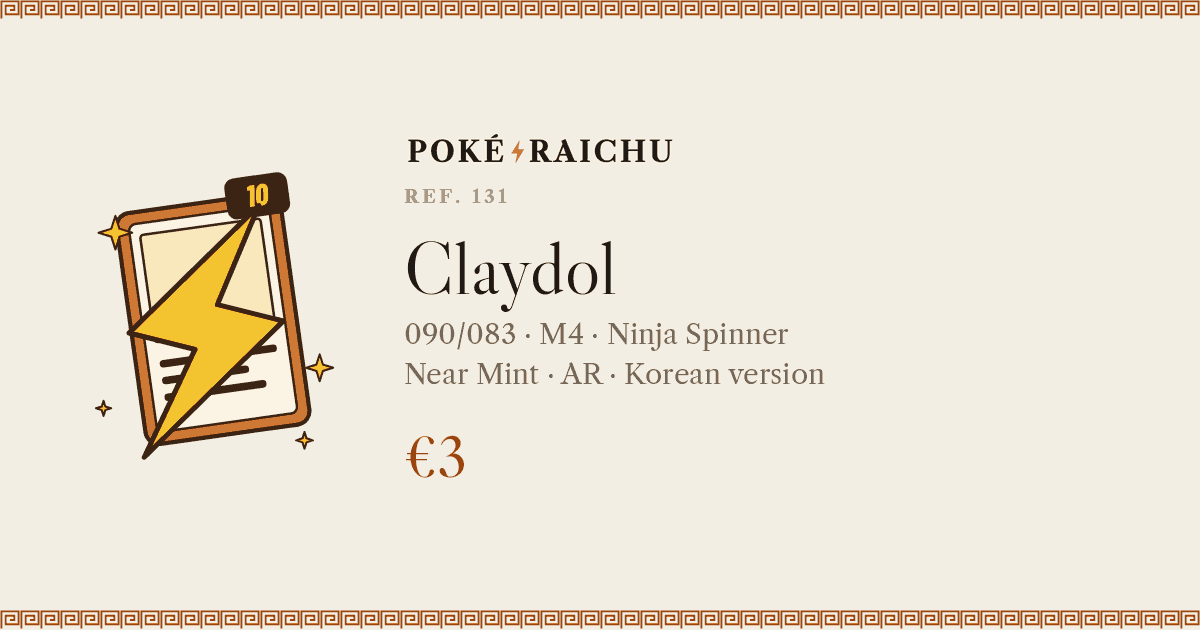 POKÉ RAICHU
REF. 131
10
Claydol
090/083 · M4 · Ninja Spinner
Near Mint · AR · Korean version
€3